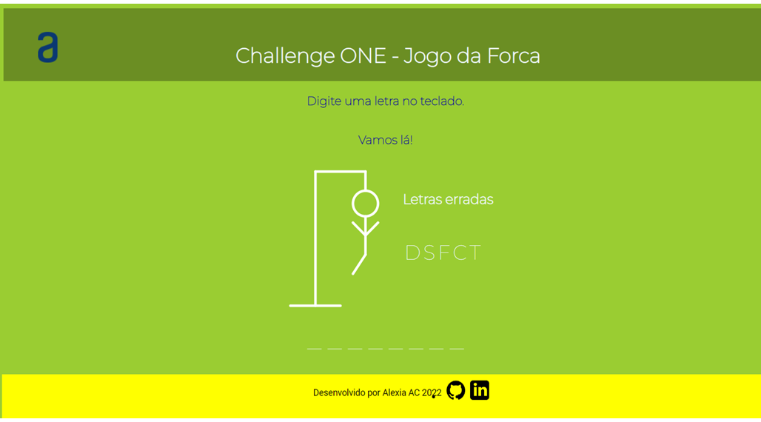 a
Challenge ONE - Jogo da Forca
Digite uma letra no teclado.
Vamos lá!
Letras erradas
DSFCT
_ _ _ _ _ _ _ _
Desenvolvido por Alexia AC 2022
in